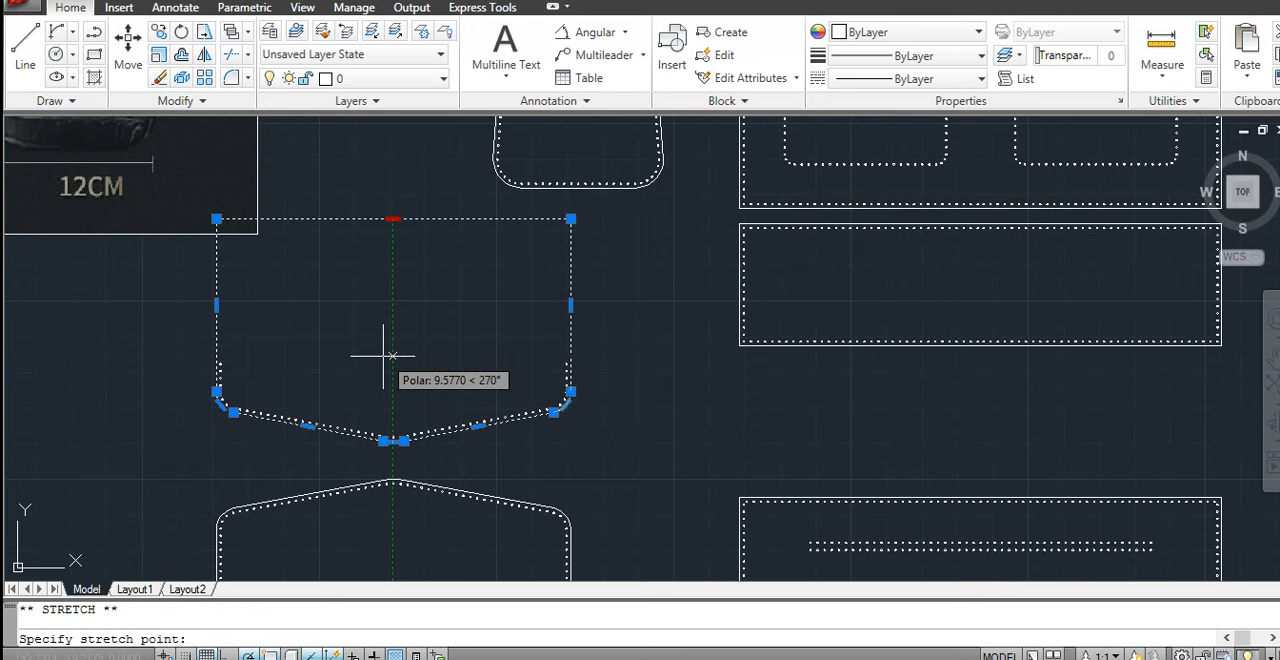 Home Insert Annotate Parametric View Manage Output Express Tools
Line
Move
Unsaved Layer State
0
Multiline Text
Angular
Multileader
Table
Insert
Create
Edit
Edit Attributes
ByLayer
ByLayer
ByLayer
ByLayer
Transpar... 0
List
Measure
Paste
Draw Modify Layers Annotation Block Properties Utilities Clipboard
12CM
N
W TOP E
S
WCS
Polar: 9.5770 < 270°
Y
X
Model Layout1 Layout2
** STRETCH **
Specify stretch point:
MODEL 1:1